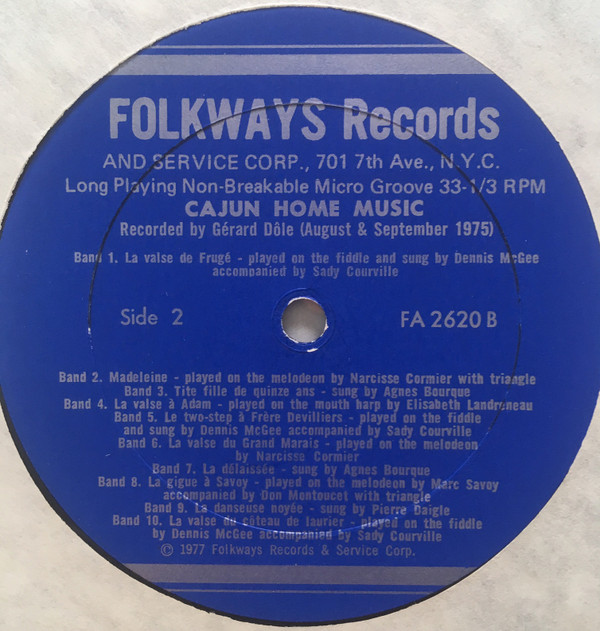 FOLKWAYS Records
AND SERVICE CORP., 701 7th Ave., N.Y.C.
Long Playing Non-Breakable Micro Groove 33-1/3 RPM
CAJUN HOME MUSIC
Recorded by Gérard Dôle (August & September 1975)
Band 1. La valse de Frugé - played on the fiddle and sung by Dennis McGee
accompanied by Sady Courville
Side 2
FA 2620 B
Band 2. Madeleine - played on the melodeon by Narcisse Cormier with triangle
Band 3. Tite fille de quinze ans - sung by Agnes Bourque
Band 4. La valse à Adam - played on the mouth harp by Elisabeth Landreneau
Band 5. Le two-step à Frère Devilliers - played on the fiddle
and sung by Dennis McGee accompanied by Sady Courville
Band 6. La valse du Grand Marais - played on the melodeon
by Narcisse Cormier
Band 7. La délaissée - sung by Agnes Bourque
Band 8. La gigue à Savoy - played on the melodeon by Marc Savoy
accompanied by Don Montoucet with triangle
Band 9. La danseuse noyée - sung by Pierre Daigle
Band 10. La valse du côteau de laurier - played on the fiddle
by Dennis McGee accompanied by Sady Courville
© 1977 Folkways Records & Service Corp.